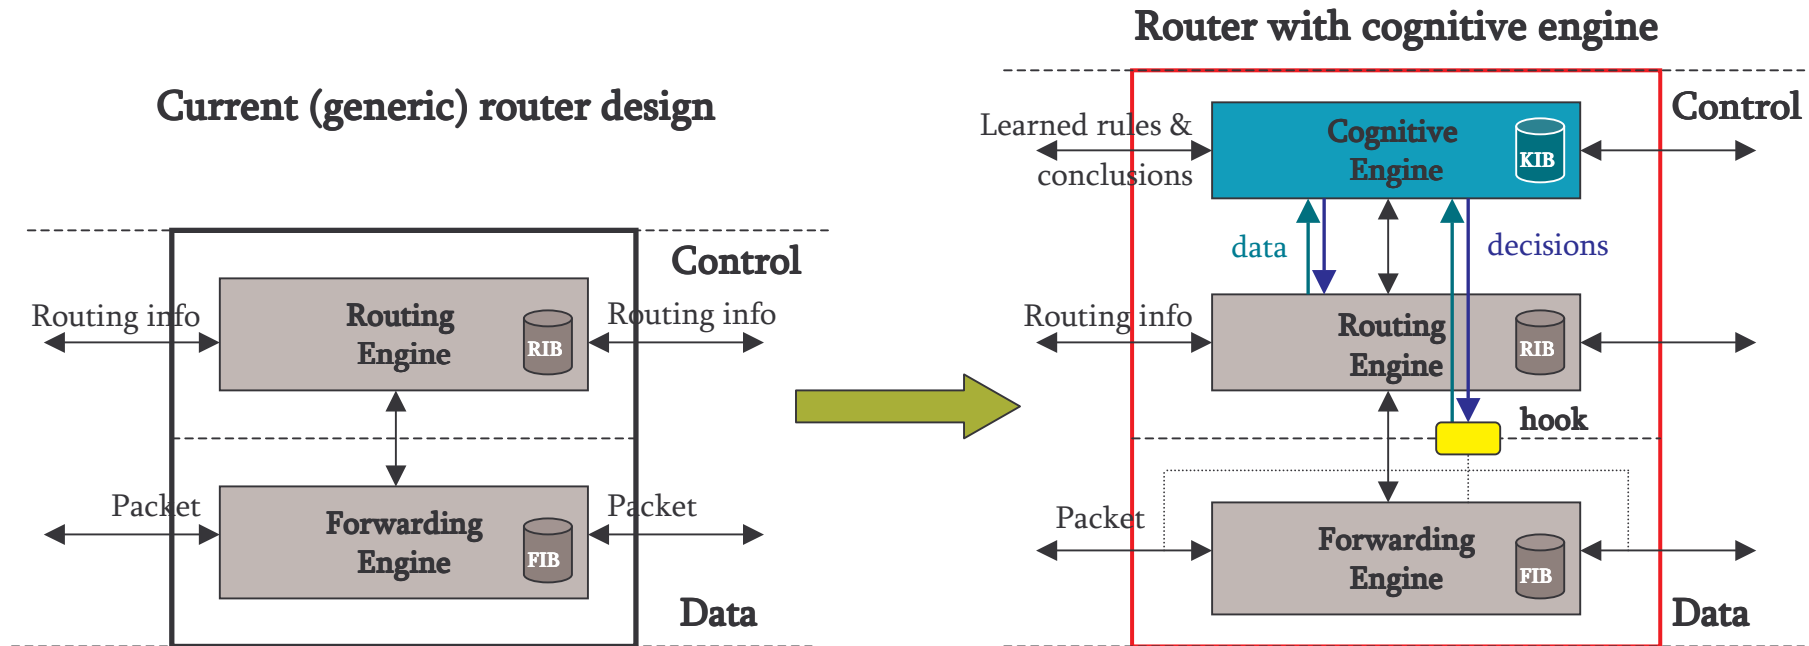 Router with cognitive engine
Current (generic) router design
Control
Routing info
Routing
Engine
RIB
Routing info
Packet
Forwarding
Engine
FIB
Packet
Data
Control
Learned rules &
conclusions
Cognitive
Engine
KIB
data
decisions
Routing info
Routing
Engine
RIB
hook
Packet
Forwarding
Engine
FIB
Data